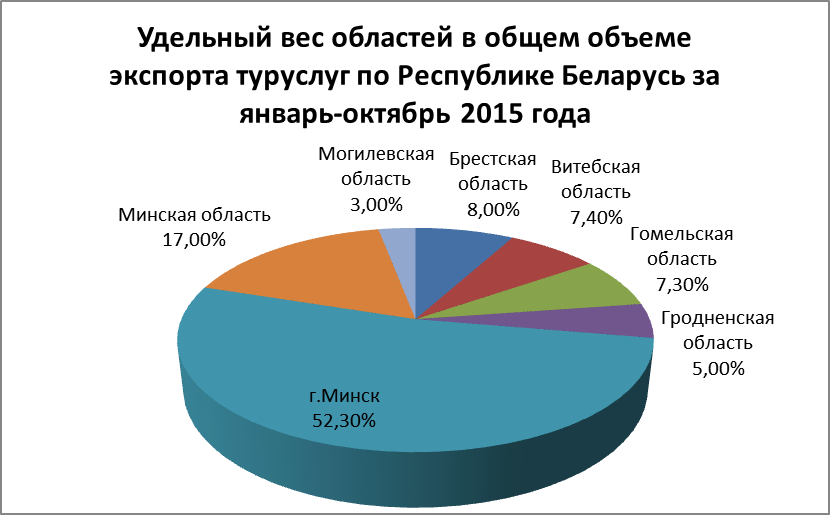 Удельный вес областей в общем объеме
экспорта туруслуг по Республике Беларусь за
январь-октябрь 2015 года
Могилевская
область
3,00%
Брестская
область
8,00%
Витебская
область
7,40%
Минская область
17,00%
Гомельская
область
7,30%
Гродненская
область
5,00%
г.Минск
52,30%